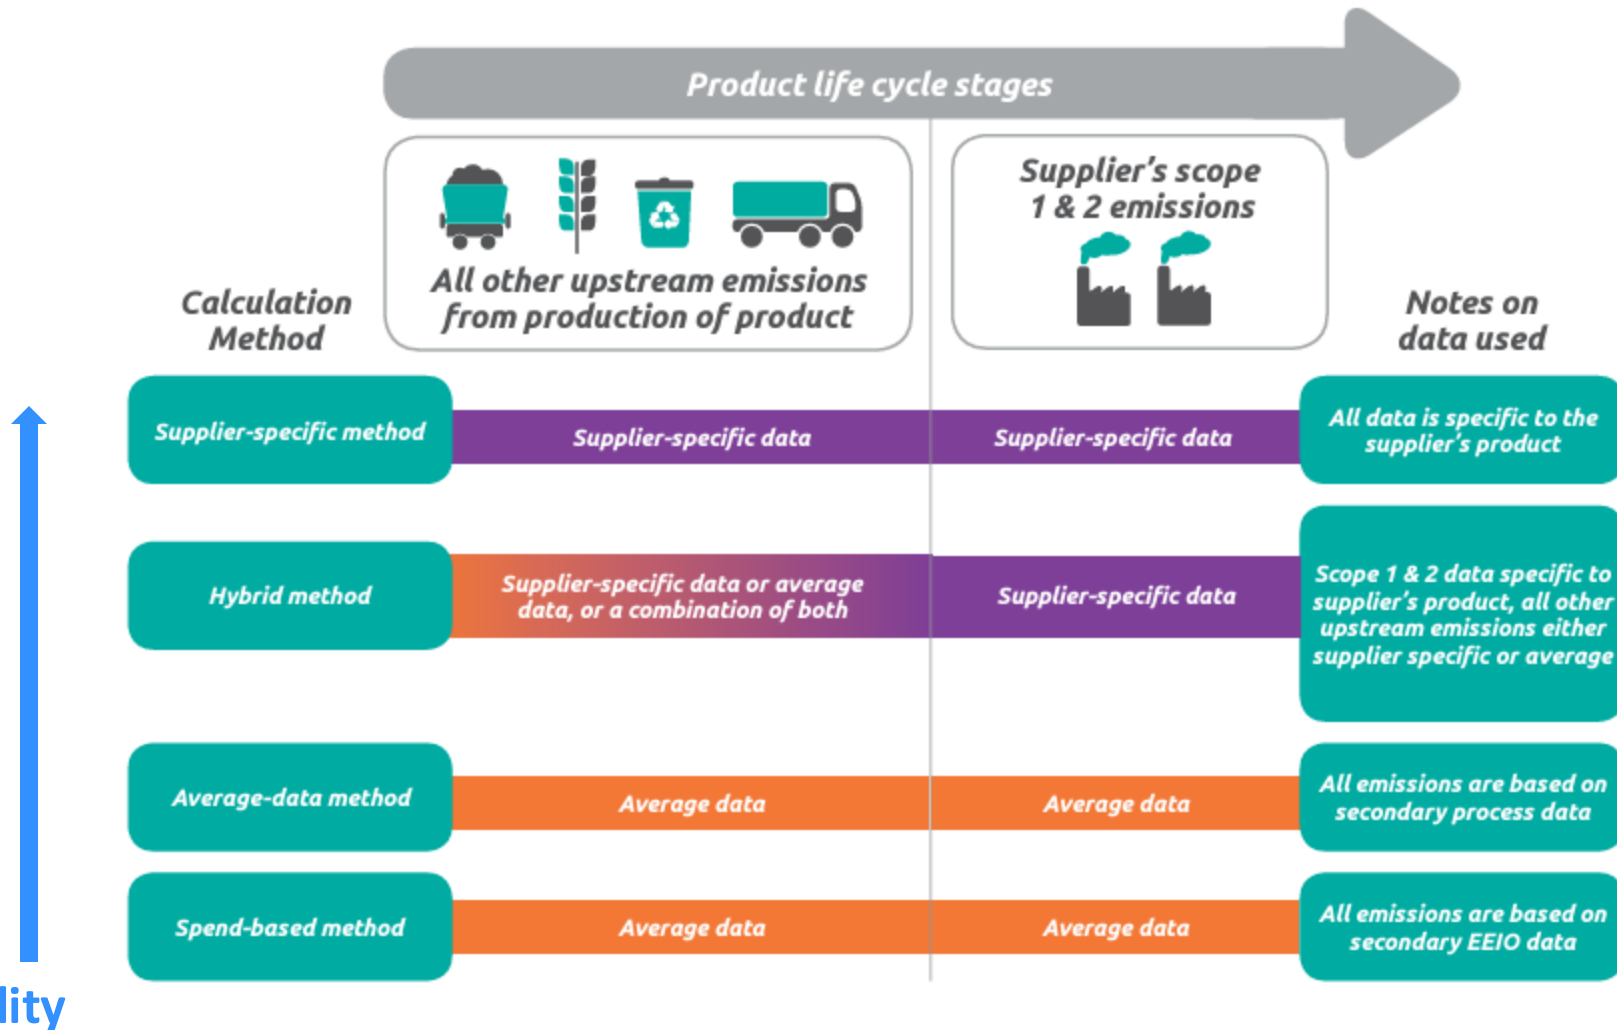 Product life cycle stages
All other upstream emissions
from production of product
Supplier's scope
1 & 2 emissions
Calculation
Method
Notes on
data used
Supplier-specific method
Supplier-specific data
Supplier-specific data
All data is specific to the
supplier's product
Hybrid method
Supplier-specific data or average
data, or a combination of both
Supplier-specific data
Scope 1 & 2 data specific to
supplier's product, all other
upstream emissions either
supplier specific or average
Average-data method
Average data
Average data
All emissions are based on
secondary process data
Spend-based method
Average data
Average data
All emissions are based on
secondary EEIO data